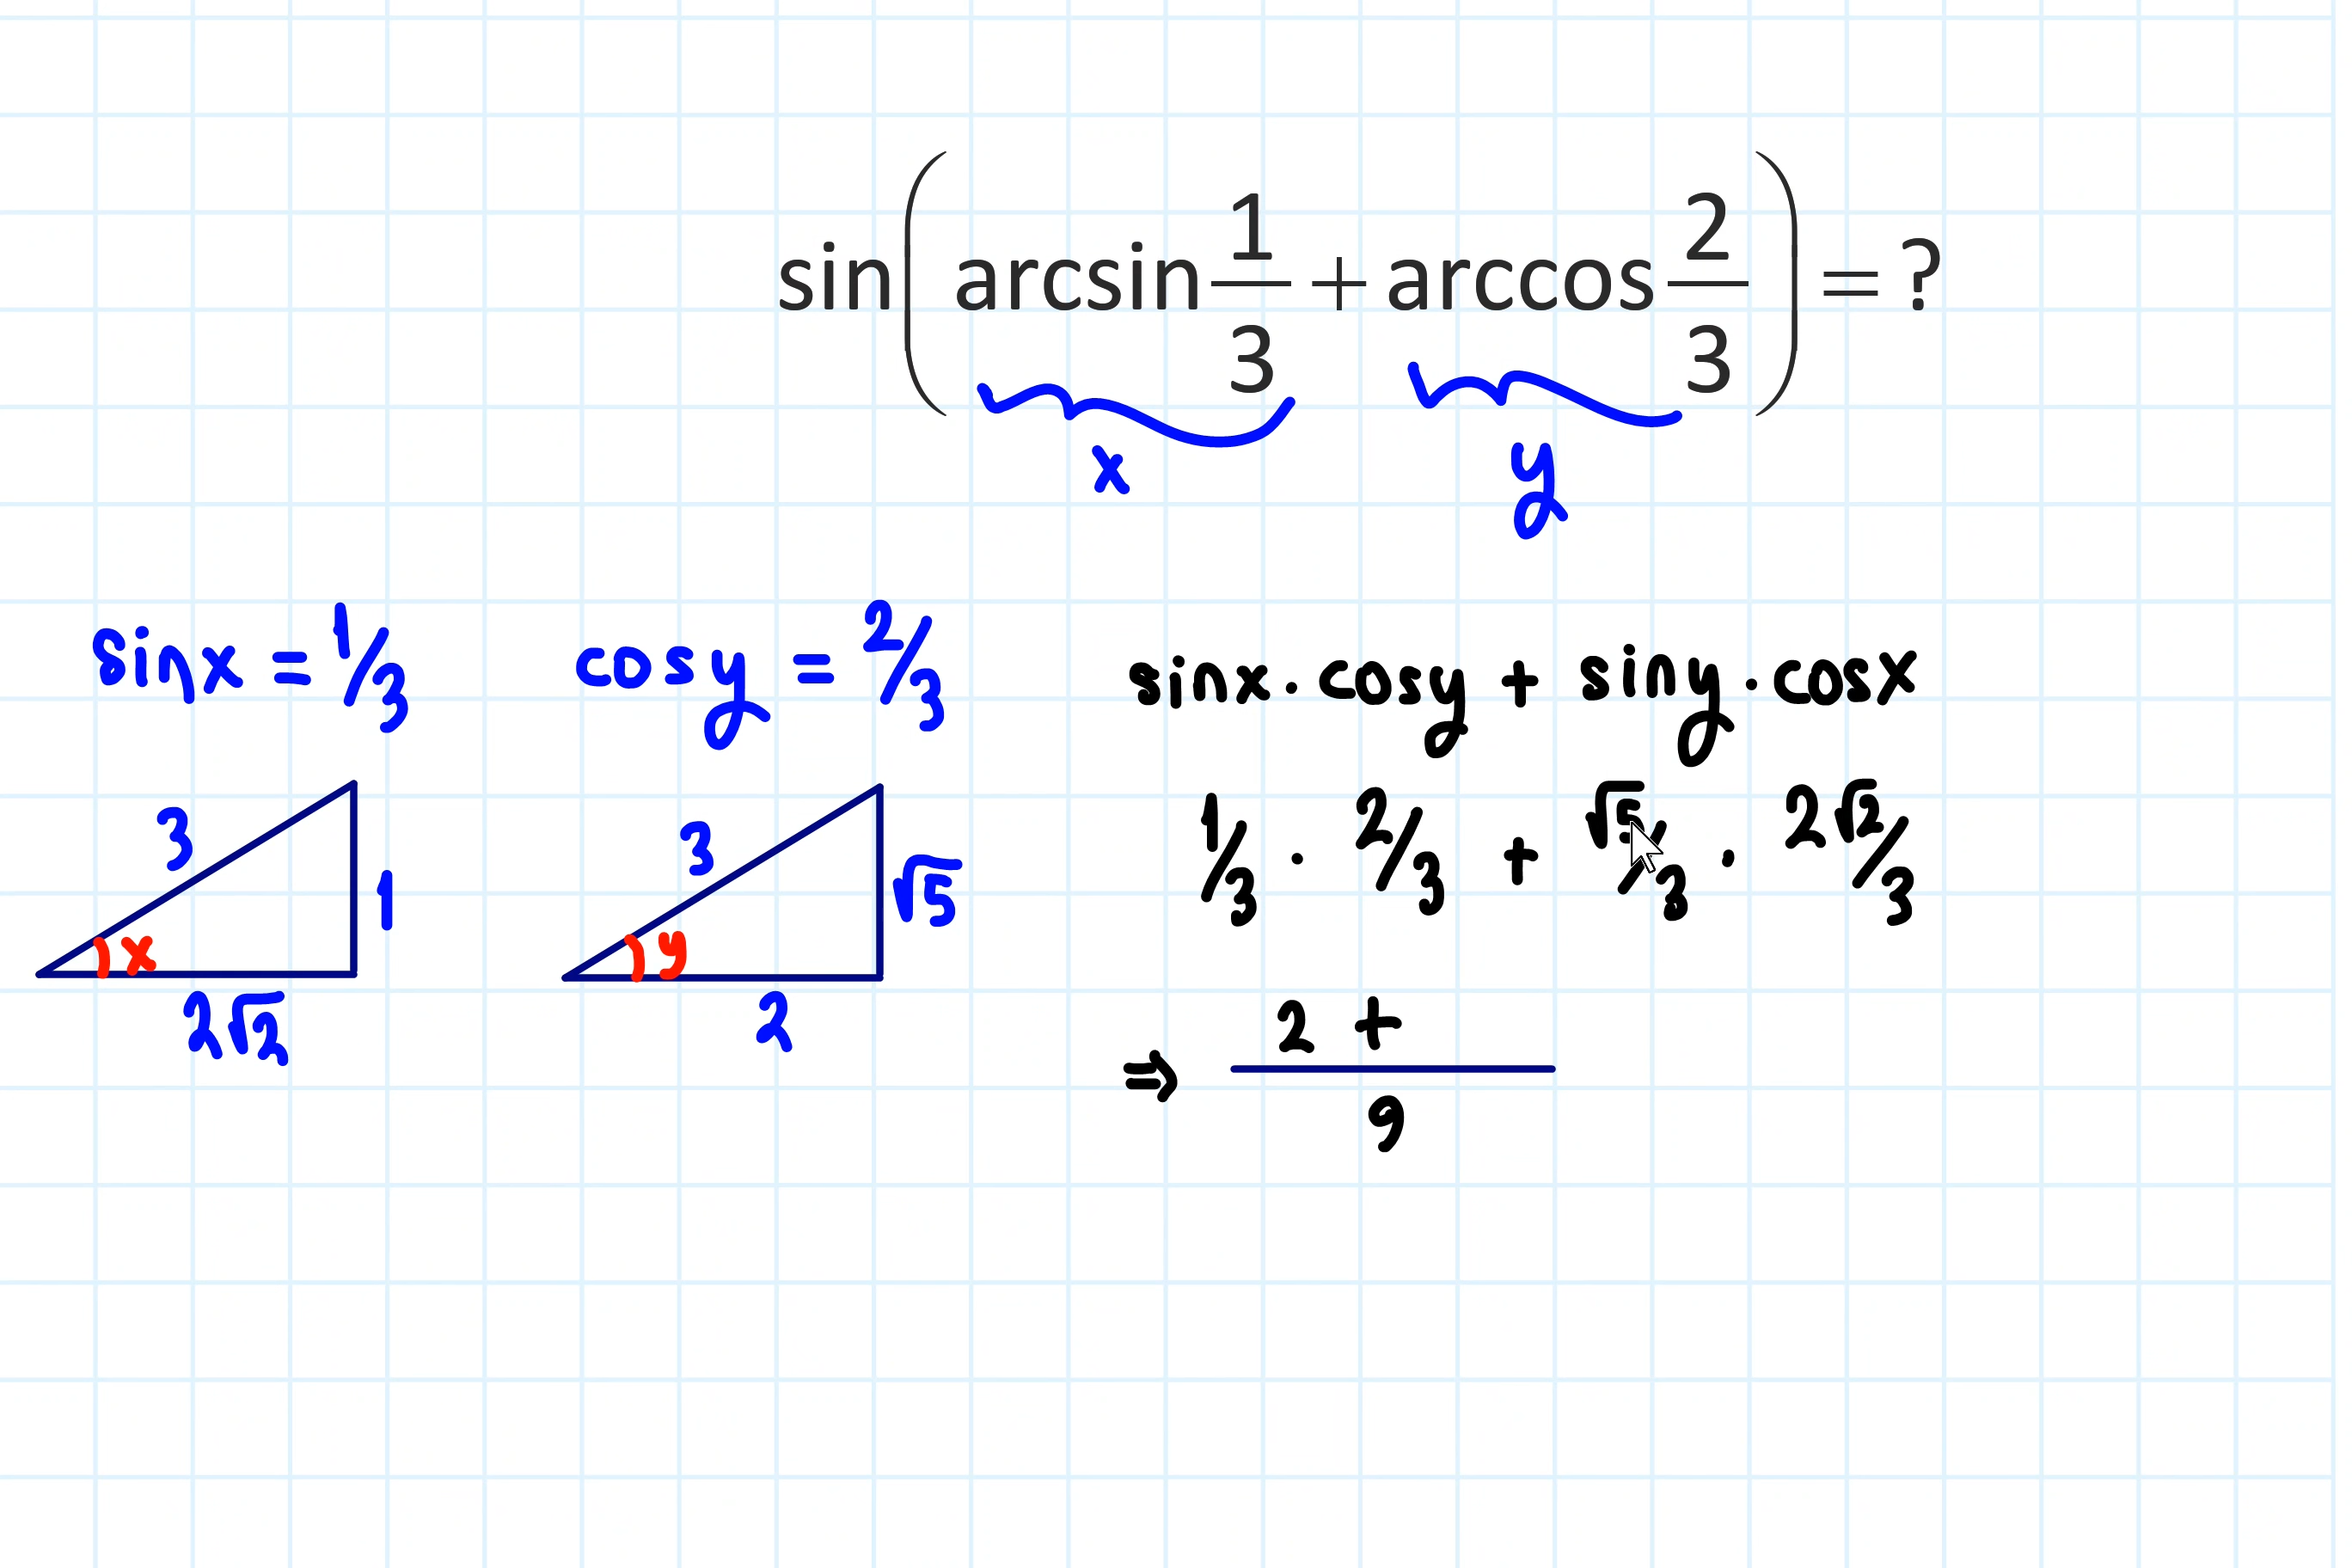 sin(arcsin 1/3 + arccos 2/3) = ?
x
y
sinx = 1/3
cosy = 2/3
sinx · cosy + siny · cosx
3
1
x
2√2
3
√5
y
2
1/3 · 2/3 + √5/3 · 2√2/3
⇒ 2 +
9